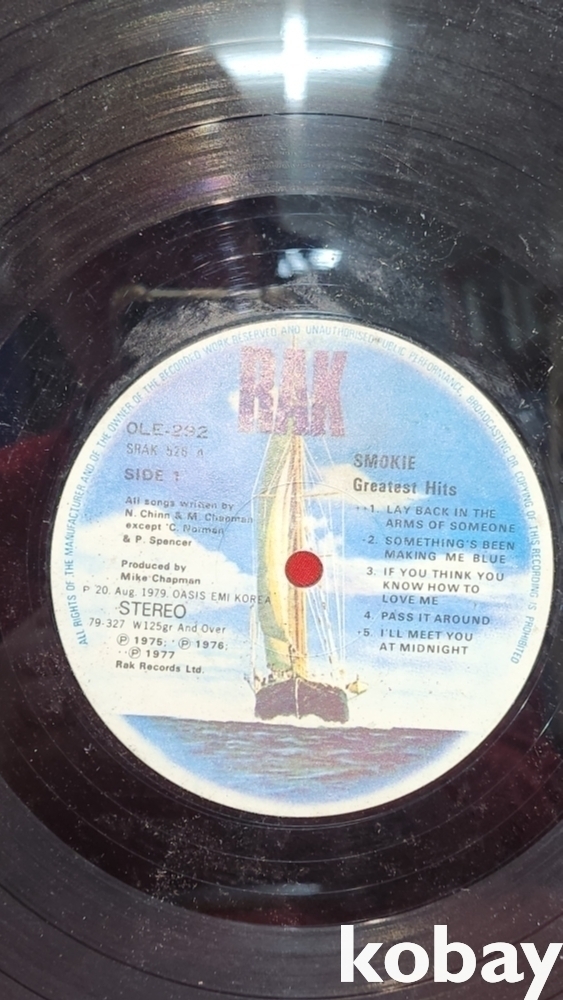 ALL RIGHTS OF THE MANUFACTURER AND OF THE OWNER OF THE RECORDED WORK RESERVED AND UNAUTHORISED PUBLIC PERFORMANCE BROADCASTING OR COPYING OF THIS RECORDING IS PROHIBITED
RAK
OLE-292
SRAK 526 A
SIDE 1
All songs written by
N. Chinn & M. Chapman
except *C. Norman
& P. Spencer
Produced by
Mike Chapman
P 20. Aug. 1979. OASIS EMI KOREA
STEREO
79-327 W125gr And Over
Ⓟ 1975; *Ⓟ 1976;
**Ⓟ 1977
Rak Records Ltd.
SMOKIE
Greatest Hits
**1. LAY BACK IN THE
ARMS OF SOMEONE
*2. SOMETHING'S BEEN
MAKING ME BLUE
3. IF YOU THINK YOU
KNOW HOW TO
LOVE ME
4. PASS IT AROUND
*5. I'LL MEET YOU
AT MIDNIGHT
kobay